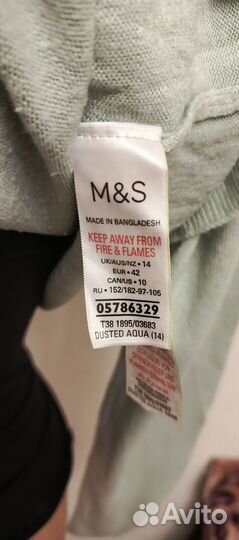 M&S
MADE IN BANGLADESH
KEEP AWAY FROM
FIRE & FLAMES
UK/AUS/NZ • 14
EUR • 42
CAN/US • 10
RU • 152/182-97-105
05786329
T38 1895/03683
DUSTED AQUA (14)
Avito